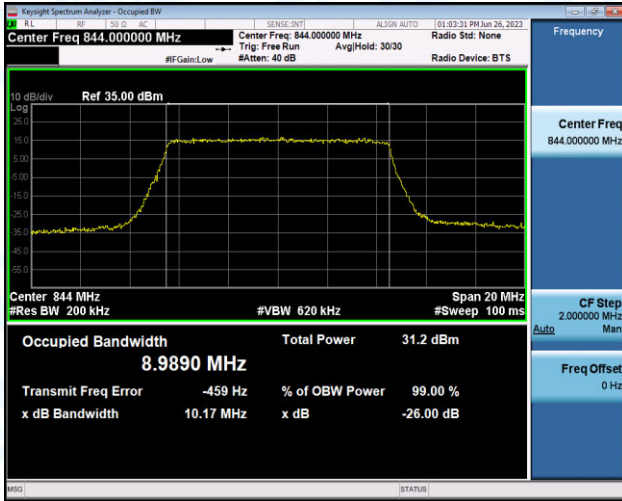 Keysight Spectrum Analyzer - Occupied BW
RL RF 50 Ω AC SENSE:INT ALIGN AUTO 01:03:31 PM Jun 26, 2023
Center Freq 844.000000 MHz Center Freq: 844.000000 MHz Radio Std: None
Trig: Free Run Avg|Hold: 30/30
#IFGain:Low #Atten: 40 dB Radio Device: BTS
10 dB/div Ref 35.00 dBm
Log
25.0
15.0
5.00
-5.00
-15.0
-25.0
-35.0
-45.0
-55.0
Center 844 MHz Span 20 MHz
#Res BW 200 kHz #VBW 620 kHz #Sweep 100 ms
Occupied Bandwidth Total Power 31.2 dBm
8.9890 MHz
Transmit Freq Error -459 Hz % of OBW Power 99.00 %
x dB Bandwidth 10.17 MHz x dB -26.00 dB
MSG STATUS
Frequency
Center Freq
844.000000 MHz
CF Step
2.000000 MHz
Auto Man
Freq Offset
0 Hz